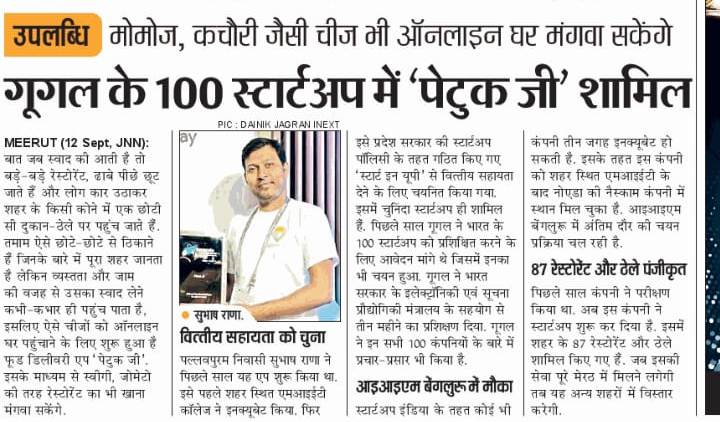 उपलब्धि
मोमोज, कचौरी जैसी चीज भी ऑनलाइन घर मंगवा सकेंगे
गूगल के 100 स्टार्टअप में 'पेटुक जी' शामिल
MEERUT (12 Sept, JNN):
बात जब स्वाद की आती है तो
बड़े-बड़े रेस्टोरेंट, ढाबे पीछे छूट
जाते हैं और लोग कार उठाकर
शहर के किसी कोने में एक छोटी
सी दुकान-ठेले पर पहुंच जाते हैं.
तमाम ऐसे छोटे-छोटे से ठिकाने
हैं जिनके बारे में पूरा शहर जानता
है लेकिन व्यस्तता और जाम
की वजह से उसका स्वाद लेने
कभी-कभार ही पहुंच पाता है,
इसलिए ऐसे चीजों को ऑनलाइन
घर पहुंचाने के लिए शुरू हुआ है
फूड डिलीवरी एप 'पेटुक जी'.
इसके माध्यम से स्वीगी, जोमेटो
की तरह रेस्टोरेंट का भी खाना
मंगवा सकेंगे.
PIC : DAINIK JAGRAN INEXT
ay
सुभाष राणा.
वित्तीय सहायता को चुना
पल्लवपुरम निवासी सुभाष राणा ने
पिछले साल यह एप शुरू किया था.
इसे पहले शहर स्थित एमआईईटी
कॉलेज ने इनक्यूबेट किया. फिर
इसे प्रदेश सरकार की स्टार्टअप
पॉलिसी के तहत गठित किए गए
'स्टार्ट इन यूपी' से वित्तीय सहायता
देने के लिए चयनित किया गया.
इसमें चुनिंदा स्टार्टअप ही शामिल
हैं. पिछले साल गूगल ने भारत के
100 स्टार्टअप को प्रशिक्षित करने के
लिए आवेदन मांगे थे जिसमें इनका
भी चयन हुआ. गूगल ने भारत
सरकार के इलेक्ट्रॉनिकी एवं सूचना
प्रौद्योगिकी मंत्रालय के सहयोग से
तीन महीने का प्रशिक्षण दिया. गूगल
ने इन सभी 100 कंपनियों के बारे में
प्रचार-प्रसार भी किया है.
आइआइएम बेंगलुरू में मौका
स्टार्टअप इंडिया के तहत कोई भी
कंपनी तीन जगह इनक्यूबेट हो
सकती है. इसके तहत इस कंपनी
को शहर स्थित एमआइईटी के
बाद नोएडा की नैस्काम कंपनी में
स्थान मिल चुका है. आइआइएम
बेंगलुरू में अंतिम दौर की चयन
प्रक्रिया चल रही है.
87 रेस्टोरेंट और ठेले पंजीकृत
पिछले साल कंपनी ने परीक्षण
किया था. अब इस कंपनी ने
स्टार्टअप शुरू कर दिया है. इसमें
शहर के 87 रेस्टोरेंट और ठेले
शामिल किए गए हैं. जब इसकी
सेवा पूरे मेरठ में मिलने लगेगी
तब यह अन्य शहरों में विस्तार
करेगी.